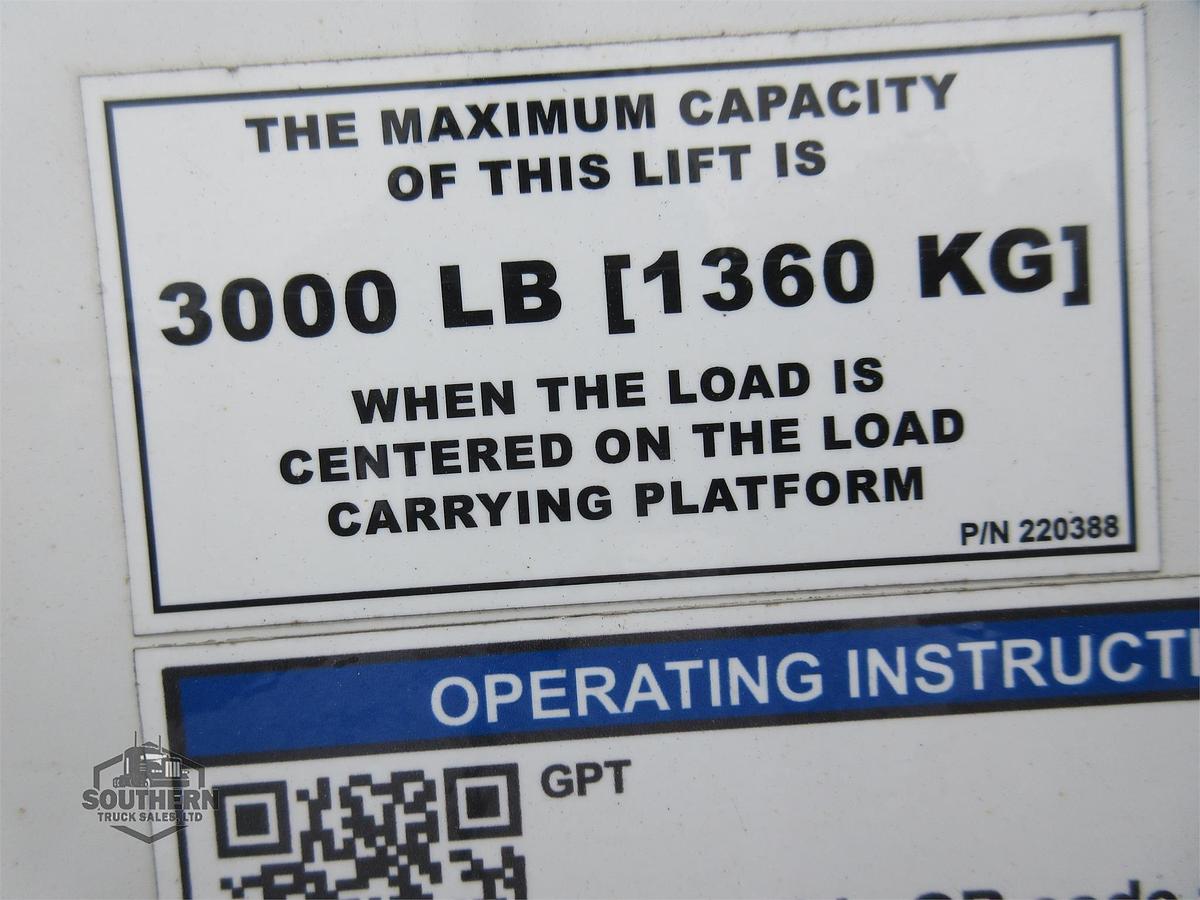 THE MAXIMUM CAPACITY
OF THIS LIFT IS
3000 LB [1360 KG]
WHEN THE LOAD IS
CENTERED ON THE LOAD
CARRYING PLATFORM
P/N 220388
OPERATING
GPT
SOUTHERN
TRUCK SALES, LTD